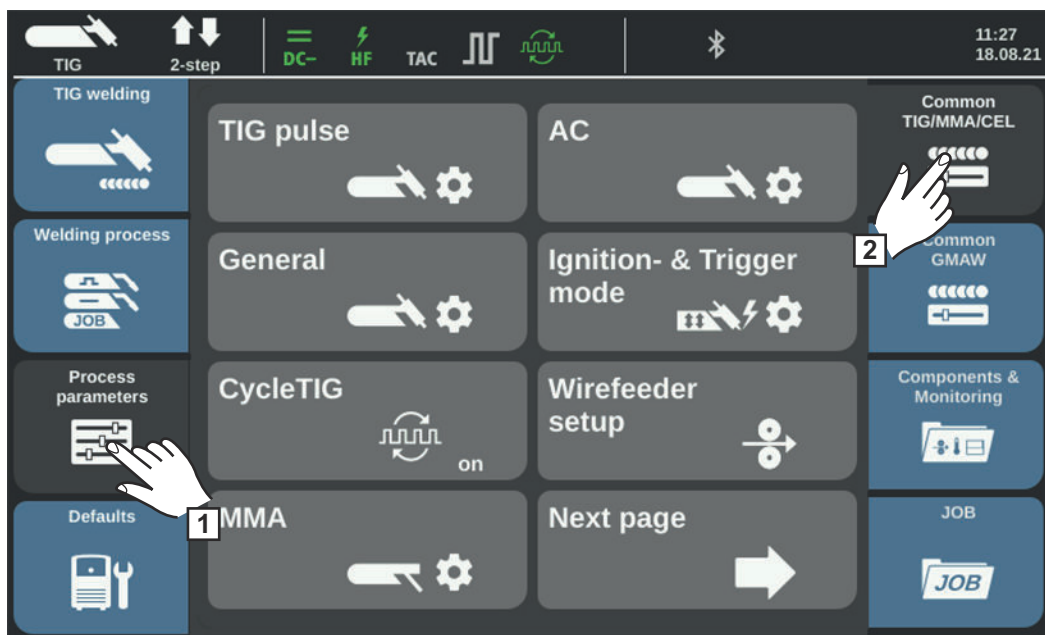 TIG
2-step
DC–
HF
TAC
11:27
18.08.21
TIG welding
Welding process
JOB
Process
parameters
1
Defaults
TIG pulse
AC
General
Ignition- & Trigger
mode
CycleTIG
on
Wirefeeder
setup
MMA
Next page
Common
TIG/MMA/CEL
2
Common
GMAW
Components &
Monitoring
JOB
JOB